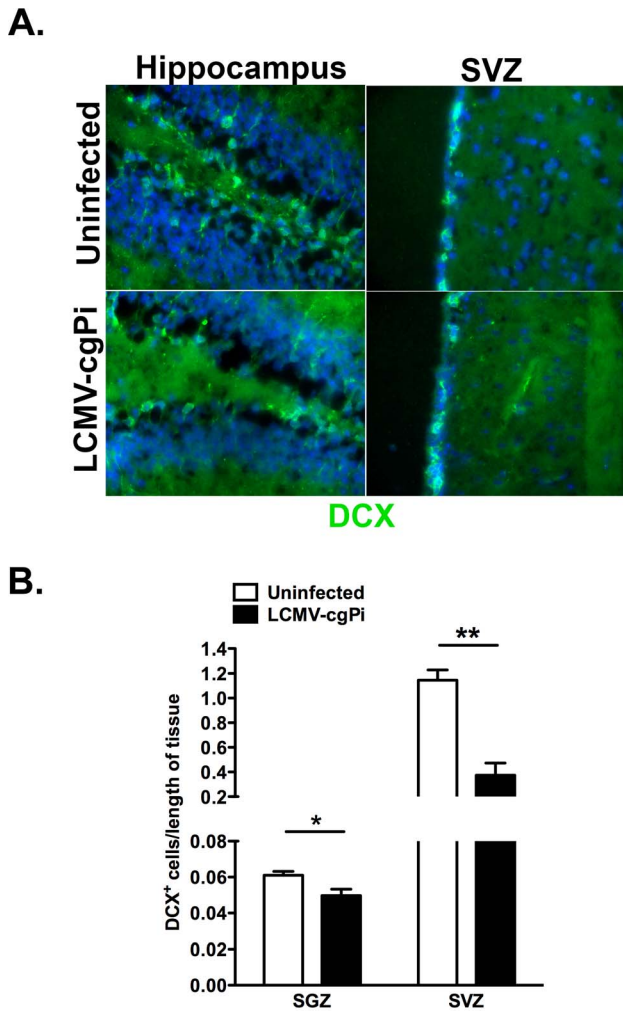 A.
Hippocampus SVZ
Uninfected
LCMV-cgPi
DCX
B.
Uninfected
LCMV-cgPi
DCX⁺ cells/length of tissue
1.4
1.2
1.0
0.8
0.6
0.4
0.2
0.08
0.06
0.04
0.02
0.00
*
**
SGZ SVZ